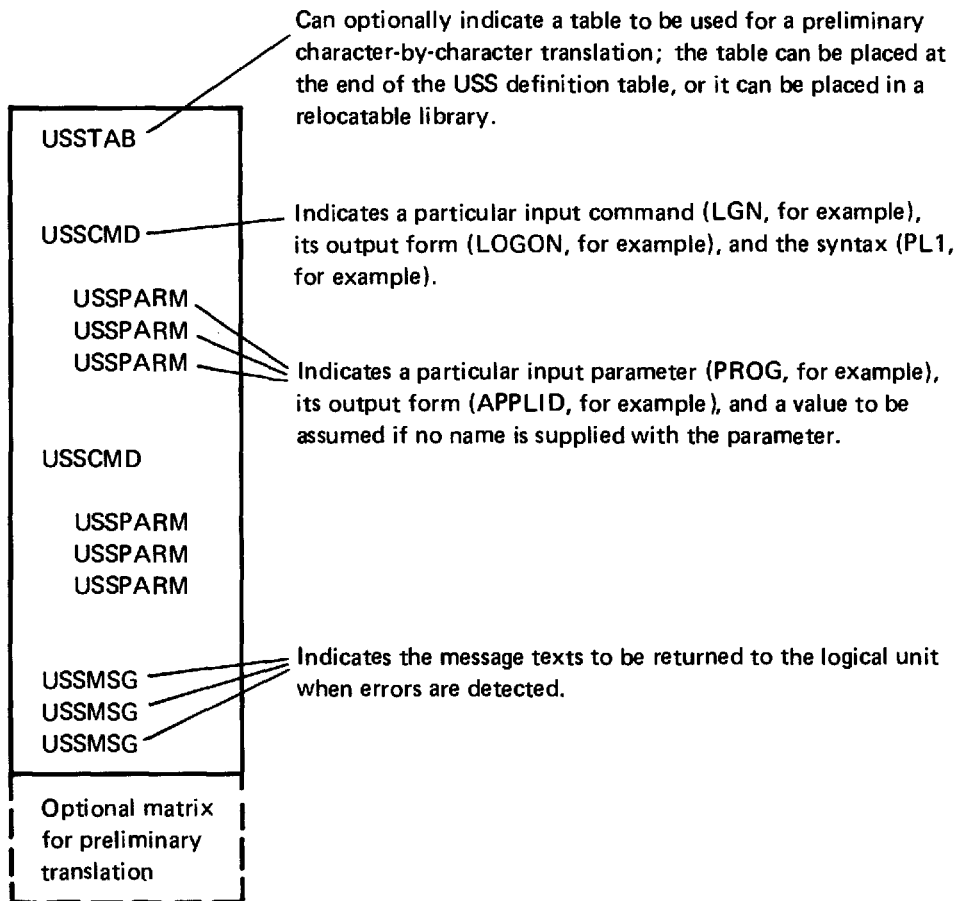 Can optionally indicate a table to be used for a preliminary
character-by-character translation; the table can be placed at
the end of the USS definition table, or it can be placed in a
relocatable library.
USSTAB
USSCMD
Indicates a particular input command (LGN, for example),
its output form (LOGON, for example), and the syntax (PL1,
for example).
USSPARM
USSPARM
USSPARM
Indicates a particular input parameter (PROG, for example),
its output form (APPLID, for example), and a value to be
assumed if no name is supplied with the parameter.
USSCMD
USSPARM
USSPARM
USSPARM
Indicates the message texts to be returned to the logical unit
when errors are detected.
USSMSG
USSMSG
USSMSG
Optional matrix
for preliminary
translation